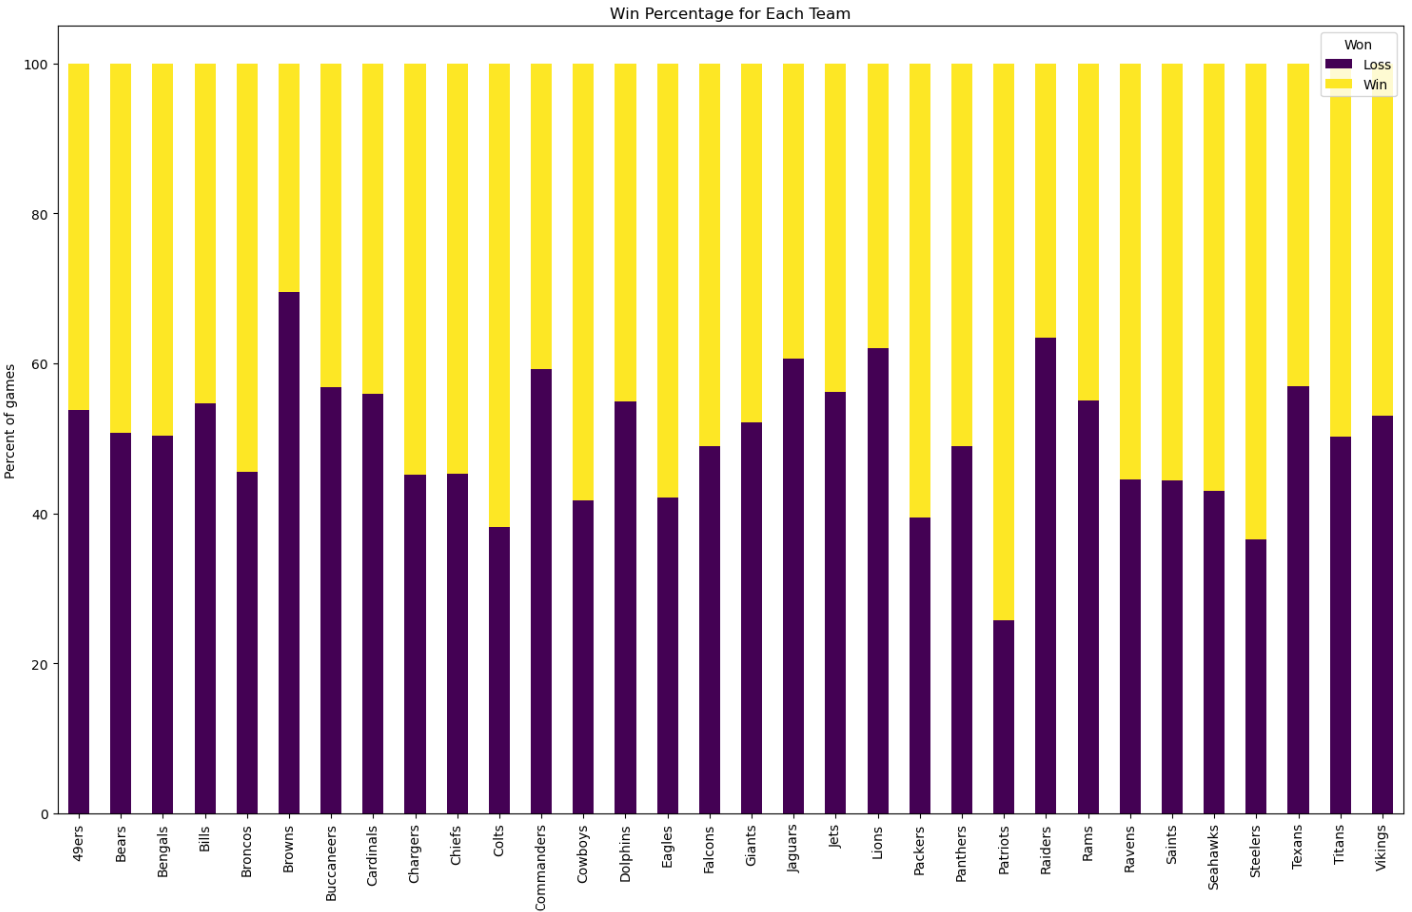 Win Percentage for Each Team
Won
Loss
Win
Percent of games
100
80
60
40
20
0
49ers
Bears
Bengals
Bills
Broncos
Browns
Buccaneers
Cardinals
Chargers
Chiefs
Colts
Commanders
Cowboys
Dolphins
Eagles
Falcons
Giants
Jaguars
Jets
Lions
Packers
Panthers
Patriots
Raiders
Rams
Ravens
Saints
Seahawks
Steelers
Texans
Titans
Vikings